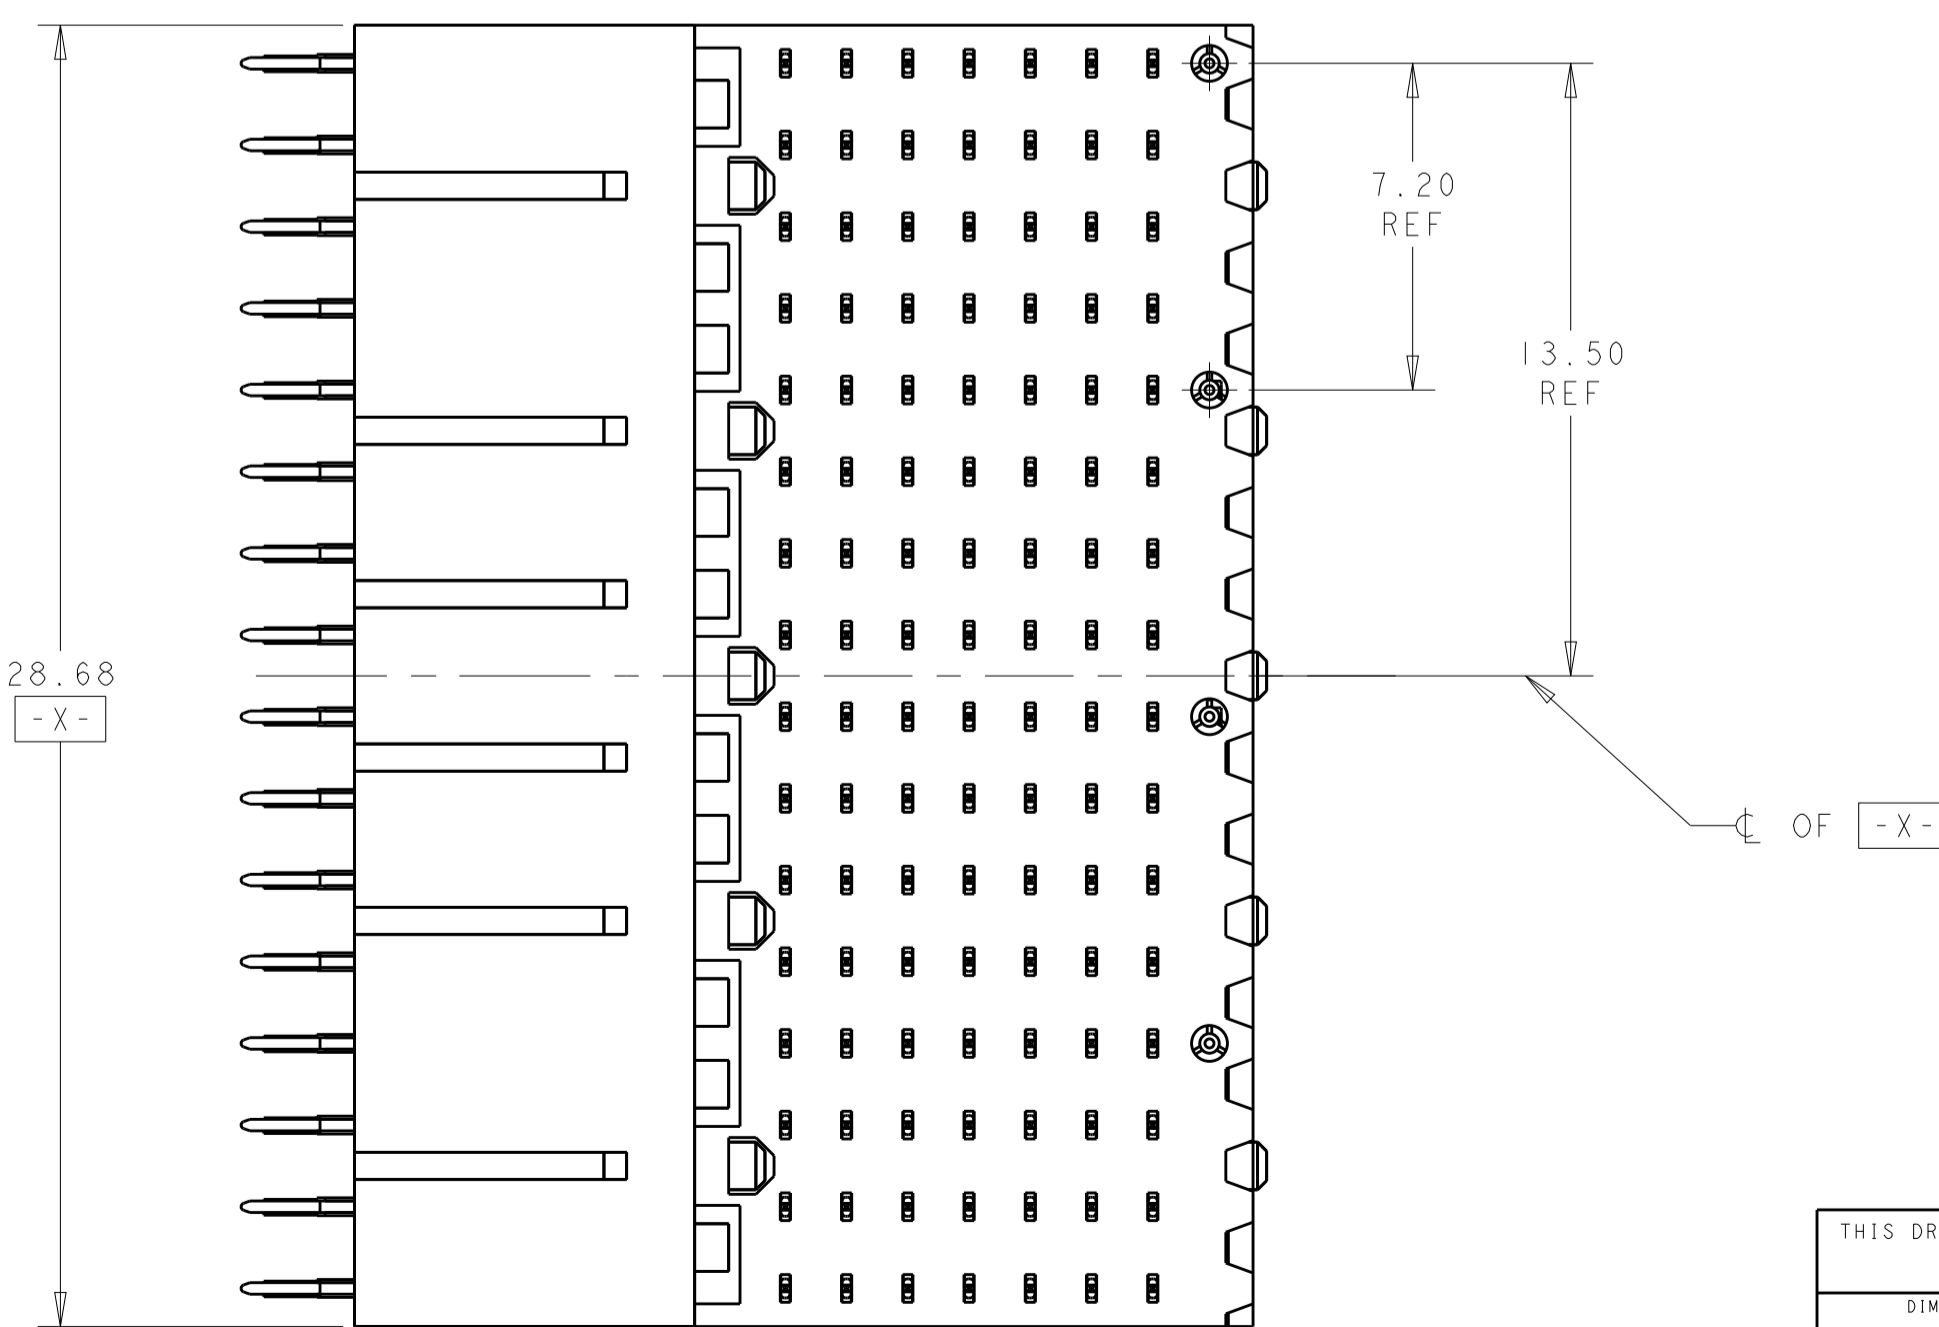 7.20
REF
13.50
REF
28.68
-X-
℄ OF -X-
THIS DR
DIM